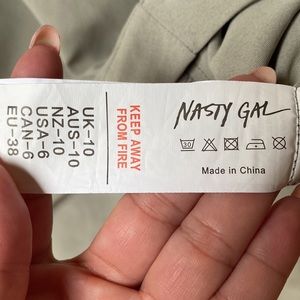 UK-10
AUS-10
NZ-10
USA-6
CAN-6
EU-38
KEEP AWAY
FROM FIRE
NASTY GAL
30
Made in China